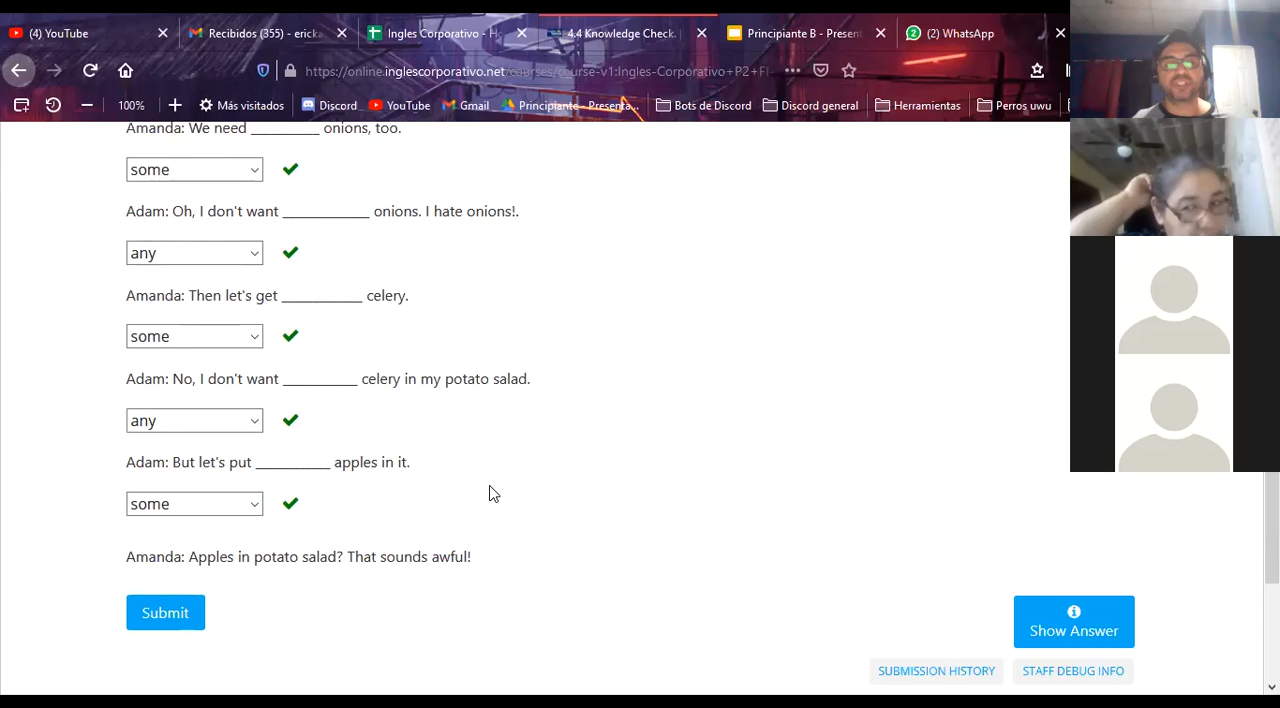 (4) YouTube
Recibidos (355) - ericka
Ingles Corporativo - Ho
4.4 Knowledge Check.
Principiante B - Present
(2) WhatsApp
https://online.inglescorporativo.net/courses/course-v1:Ingles-Corporativo+P2+FI-
100%
Más visitados
Discord
YouTube
Gmail
Principiante - Presenta...
Bots de Discord
Discord general
Herramientas
Perros uwu
Amanda: We need ________ onions, too.
some
Adam: Oh, I don't want ____________ onions. I hate onions!.
any
Amanda: Then let's get ___________ celery.
some
Adam: No, I don't want __________ celery in my potato salad.
any
Adam: But let's put __________ apples in it.
some
Amanda: Apples in potato salad? That sounds awful!
Submit
Show Answer
SUBMISSION HISTORY
STAFF DEBUG INFO